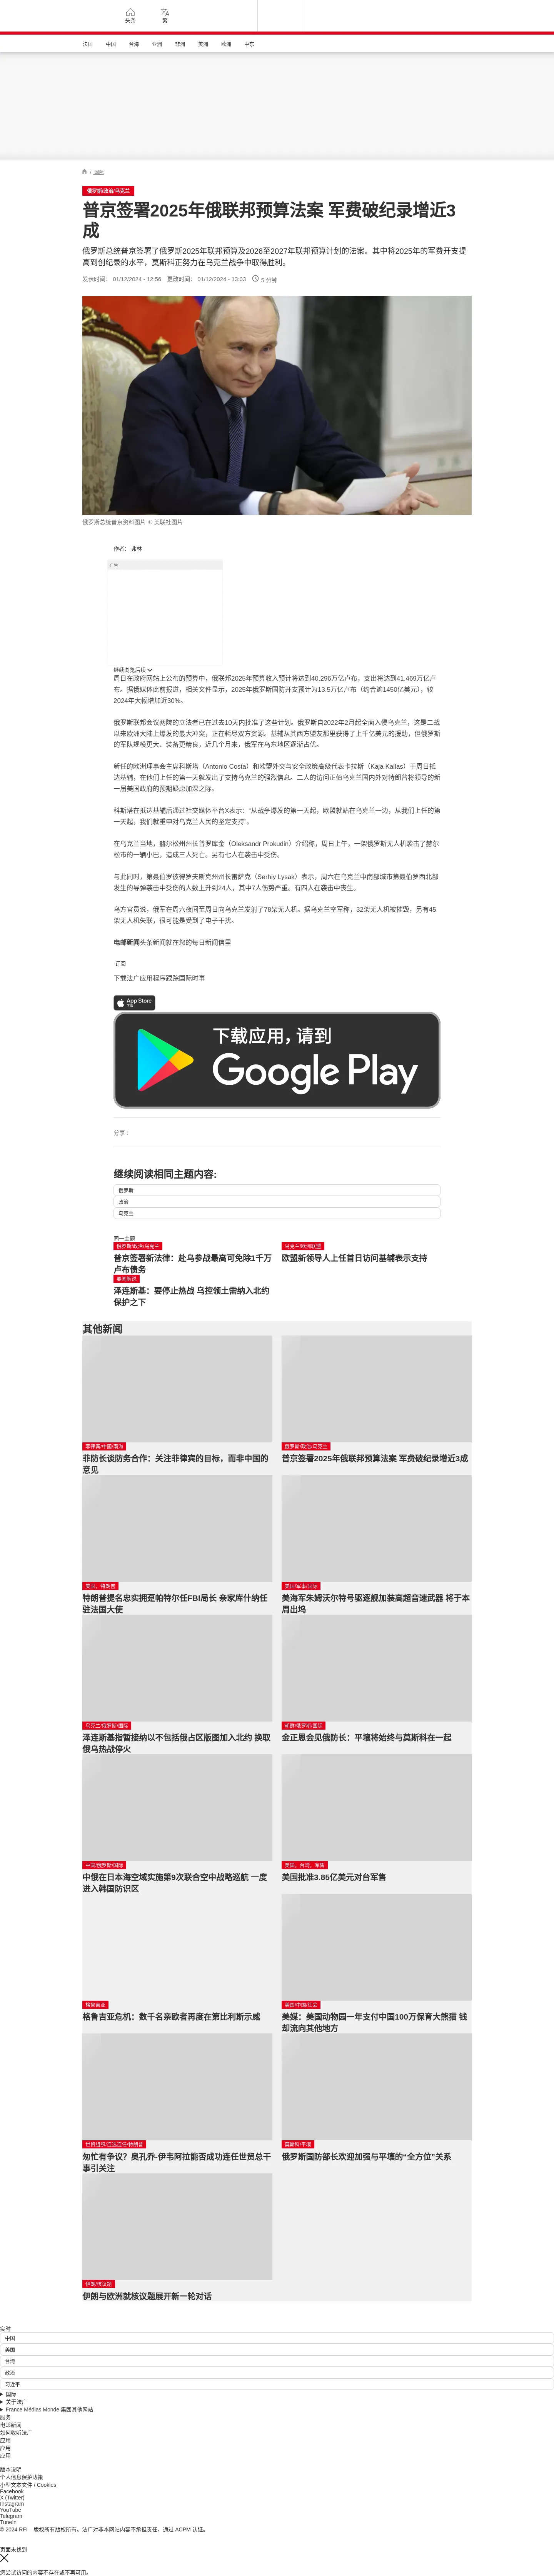 头条
繁
法国
中国
台海
亚洲
非洲
美洲
欧洲
中东
/ 国际
俄罗斯/政治/乌克兰
普京签署2025年俄联邦预算法案 军费破纪录增近3
成
俄罗斯总统普京签署了俄罗斯2025年联邦预算及2026至2027年联邦预算计划的法案。其中将2025年的军费开支提
高到创纪录的水平，莫斯科正努力在乌克兰战争中取得胜利。
发表时间： 01/12/2024 - 12:56 更改时间： 01/12/2024 - 13:03 5 分钟
俄罗斯总统普京资料图片 © 美联社图片
作者： 弗林
广告
继续浏览后续
周日在政府网站上公布的预算中，俄联邦2025年预算收入预计将达到40.296万亿卢布，支出将达到41.469万亿卢
布。据俄媒体此前报道，相关文件显示，2025年俄罗斯国防开支预计为13.5万亿卢布（约合逾1450亿美元），较
2024年大幅增加近30%。
俄罗斯联邦会议两院的立法者已在过去10天内批准了这些计划。俄罗斯自2022年2月起全面入侵乌克兰，这是二战
以来欧洲大陆上爆发的最大冲突，正在耗尽双方资源。基辅从其西方盟友那里获得了上千亿美元的援助，但俄罗斯
的军队规模更大、装备更精良，近几个月来，俄军在乌东地区逐渐占优。
新任的欧洲理事会主席科斯塔（Antonio Costa）和欧盟外交与安全政策高级代表卡拉斯（Kaja Kallas）于周日抵
达基辅，在他们上任的第一天就发出了支持乌克兰的强烈信息。二人的访问正值乌克兰国内外对特朗普将领导的新
一届美国政府的预期疑虑加深之际。
科斯塔在抵达基辅后通过社交媒体平台X表示：“从战争爆发的第一天起，欧盟就站在乌克兰一边，从我们上任的第
一天起，我们就重申对乌克兰人民的坚定支持”。
在乌克兰当地，赫尔松州州长普罗库金（Oleksandr Prokudin）介绍称，周日上午，一架俄罗斯无人机袭击了赫尔
松市的一辆小巴，造成三人死亡。另有七人在袭击中受伤。
与此同时，第聂伯罗彼得罗夫斯克州州长雷萨克（Serhiy Lysak）表示，周六在乌克兰中南部城市第聂伯罗西北部
发生的导弹袭击中受伤的人数上升到24人，其中7人伤势严重。有四人在袭击中丧生。
乌方官员说，俄军在周六夜间至周日向乌克兰发射了78架无人机。据乌克兰空军称，32架无人机被摧毁，另有45
架无人机失联，很可能是受到了电子干扰。
电邮新闻头条新闻就在您的每日新闻信里
订阅
下载法广应用程序跟踪国际时事
App Store
下载
下载应用，请到
Google Play
分享 :
继续阅读相同主题内容:
俄罗斯
政治
乌克兰
同一主题
俄罗斯/政治/乌克兰
普京签署新法律：赴乌参战最高可免除1千万
卢布债务
乌克兰/欧洲联盟
欧盟新领导人上任首日访问基辅表示支持
要闻解说
泽连斯基：要停止热战 乌控领土需纳入北约
保护之下
其他新闻
菲律宾/中国/南海
菲防长谈防务合作：关注菲律宾的目标，而非中国的
意见
俄罗斯/政治/乌克兰
普京签署2025年俄联邦预算法案 军费破纪录增近3成
美国、特朗普
特朗普提名忠实拥趸帕特尔任FBI局长 亲家库什纳任
驻法国大使
美国/军事/国际
美海军朱姆沃尔特号驱逐舰加装高超音速武器 将于本
周出坞
乌克兰/俄罗斯/国际
泽连斯基指暂接纳以不包括俄占区版图加入北约 换取
俄乌热战停火
朝鲜/俄罗斯/国际
金正恩会见俄防长：平壤将始终与莫斯科在一起
中国/俄罗斯/国际
中俄在日本海空域实施第9次联合空中战略巡航 一度
进入韩国防识区
美国、台湾、军售
美国批准3.85亿美元对台军售
格鲁吉亚
格鲁吉亚危机：数千名亲欧者再度在第比利斯示威
美国/中国/社会
美媒：美国动物园一年支付中国100万保育大熊猫 钱
却流向其他地方
世贸组织/连选连任/特朗普
匆忙有争议？奥孔乔-伊韦阿拉能否成功连任世贸总干
事引关注
莫斯科/平壤
俄罗斯国防部长欢迎加强与平壤的“全方位”关系
伊朗/核议题
伊朗与欧洲就核议题展开新一轮对话
实时
中国
美国
台湾
政治
习近平
国际
关于法广
France Médias Monde 集团其他网站
服务
电邮新闻
如何收听法广
应用
应用
应用
版本说明
个人信息保护政策
小型文本文件 / Cookies
Facebook
X (Twitter)
Instagram
YouTube
Telegram
TuneIn
© 2024 RFI – 版权所有版权所有。法广对非本网站内容不承担责任。通过 ACPM 认证。
页面未找到
您尝试访问的内容不存在或不再可用。